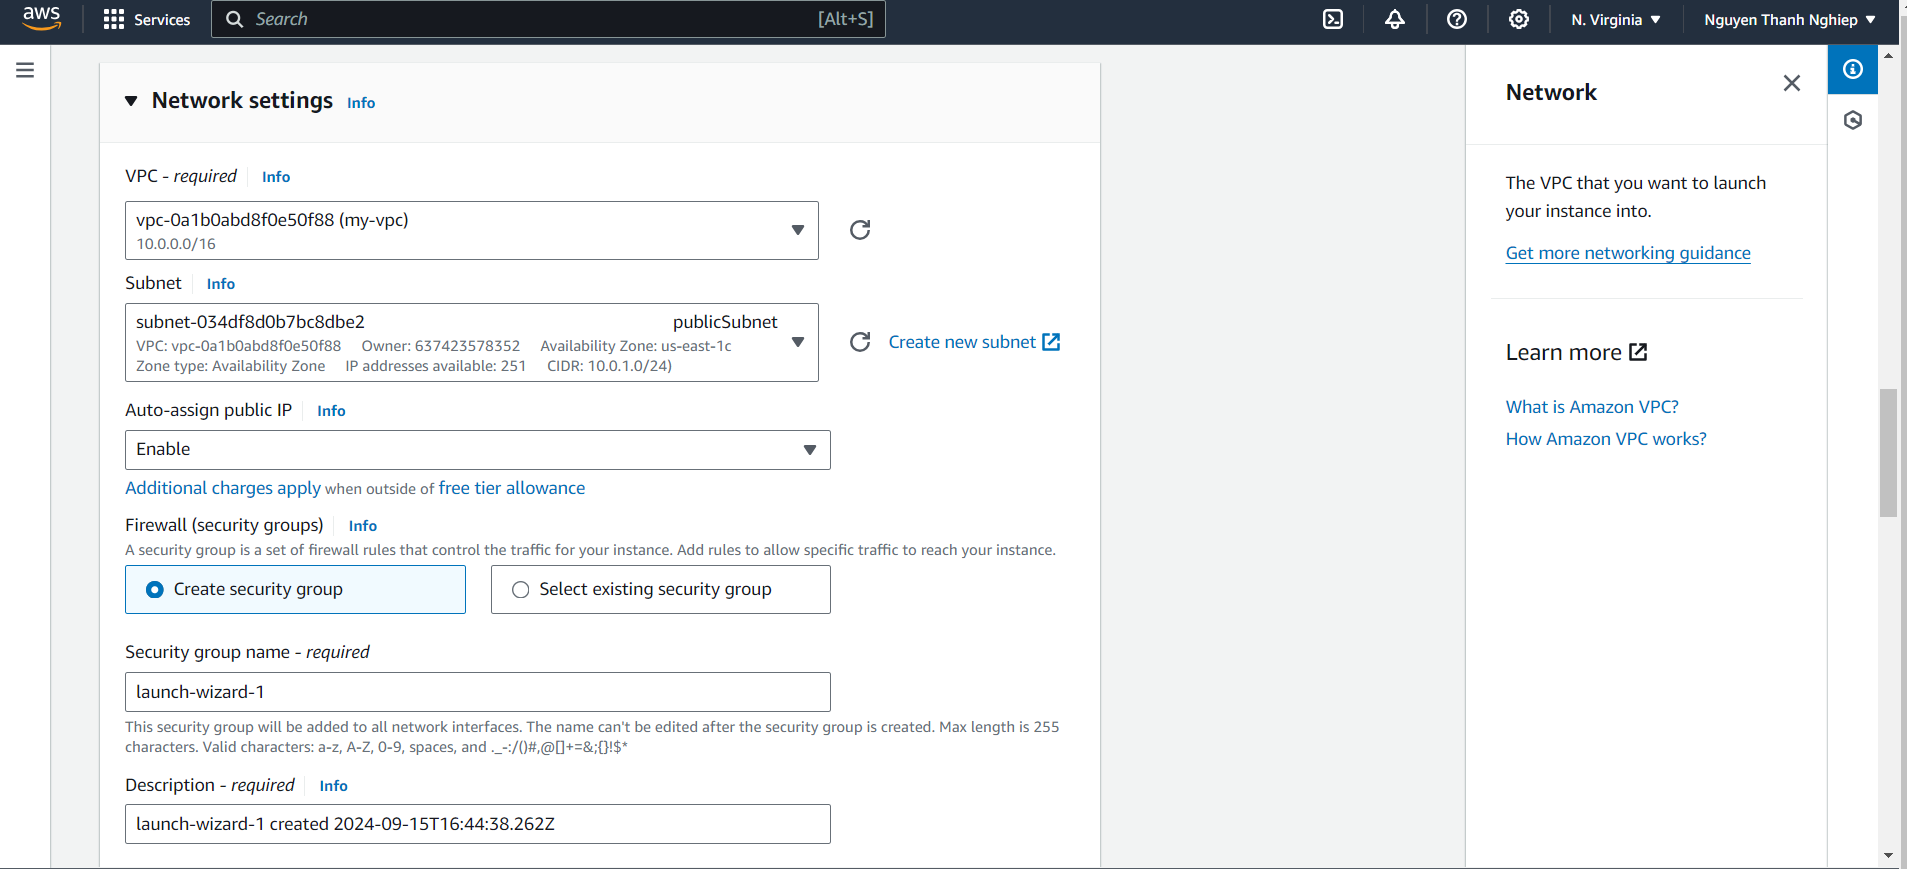 aws
Services
Search [Alt+S]
N. Virginia
Nguyen Thanh Nghiep
Network settings Info
VPC - required Info
vpc-0a1b0abd8f0e50f88 (my-vpc)
10.0.0.0/16
Subnet Info
subnet-034df8d0b7bc8dbe2 publicSubnet
VPC: vpc-0a1b0abd8f0e50f88 Owner: 637423578352 Availability Zone: us-east-1c
Zone type: Availability Zone IP addresses available: 251 CIDR: 10.0.1.0/24)
Create new subnet
Auto-assign public IP Info
Enable
Additional charges apply when outside of free tier allowance
Firewall (security groups) Info
A security group is a set of firewall rules that control the traffic for your instance. Add rules to allow specific traffic to reach your instance.
Create security group
Select existing security group
Security group name - required
launch-wizard-1
This security group will be added to all network interfaces. The name can't be edited after the security group is created. Max length is 255
characters. Valid characters: a-z, A-Z, 0-9, spaces, and ._-:/()#,@[]+=&;{}!$*
Description - required Info
launch-wizard-1 created 2024-09-15T16:44:38.262Z
Network
The VPC that you want to launch
your instance into.
Get more networking guidance
Learn more
What is Amazon VPC?
How Amazon VPC works?